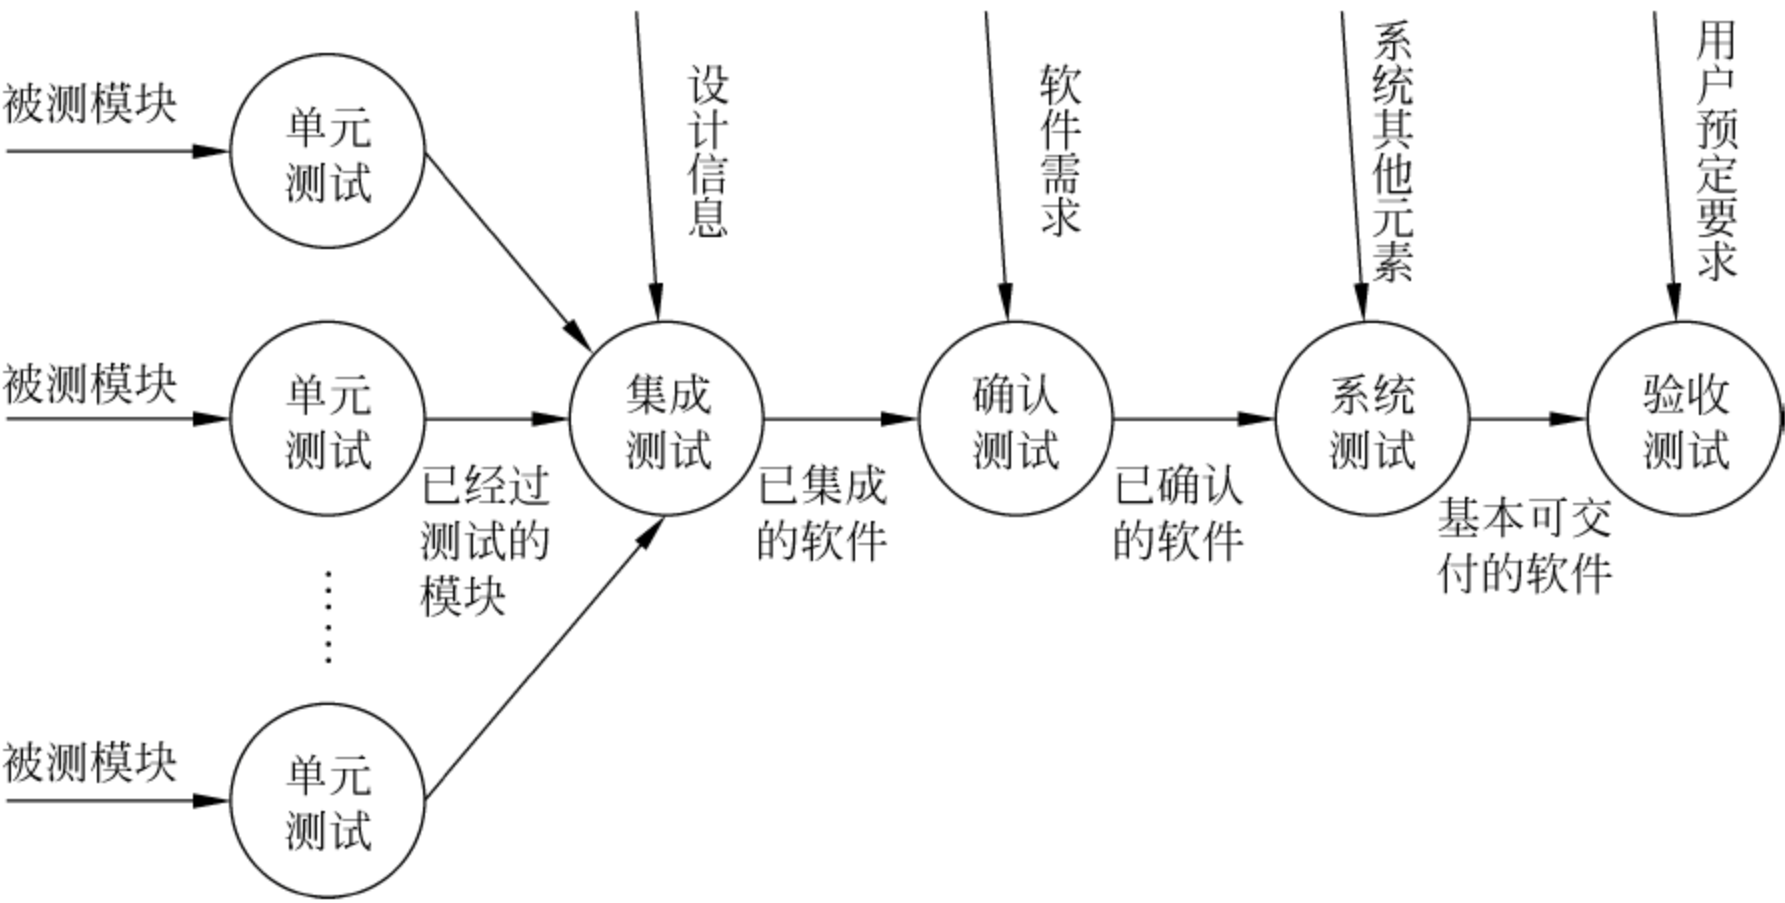 被测模块
单元
测试
设计信息
软件需求
系统其他元素
用户预定要求
被测模块
单元
测试
已经过
测试的
模块
集成
测试
已集成
的软件
确认
测试
已确认
的软件
系统
测试
基本可交
付的软件
验收
测试
……
被测模块
单元
测试